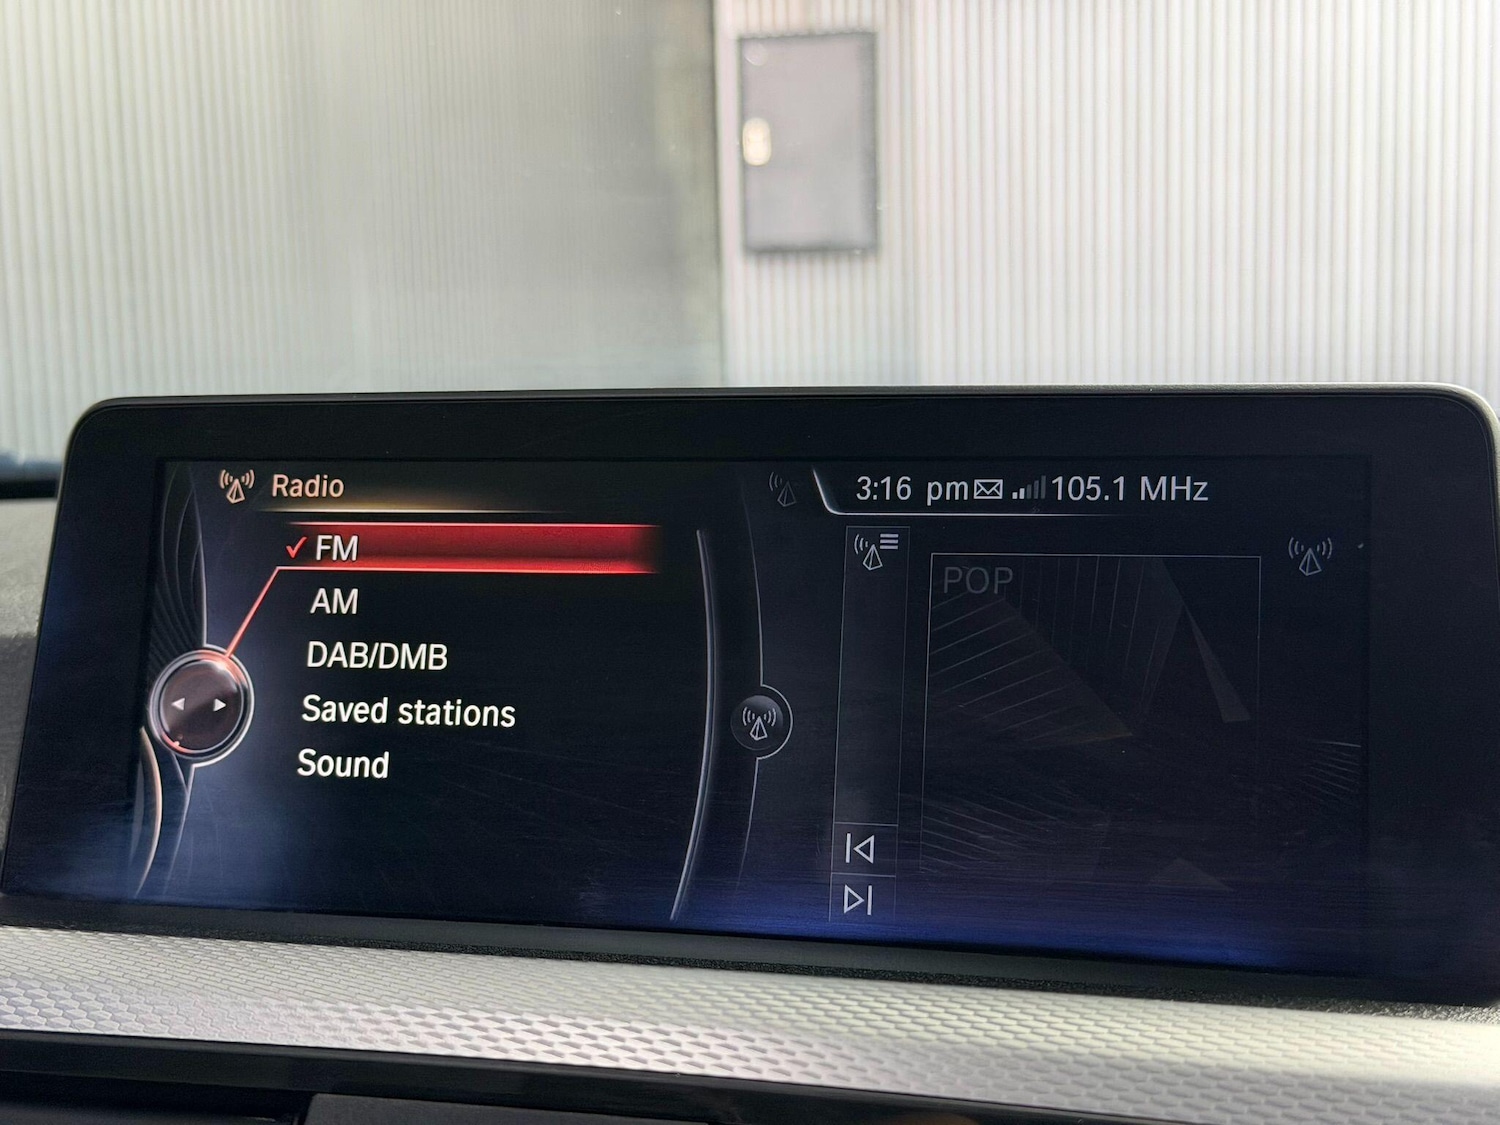 Radio
3:16 pm 105.1 MHz
✓ FM
AM
DAB/DMB
Saved stations
Sound
POP